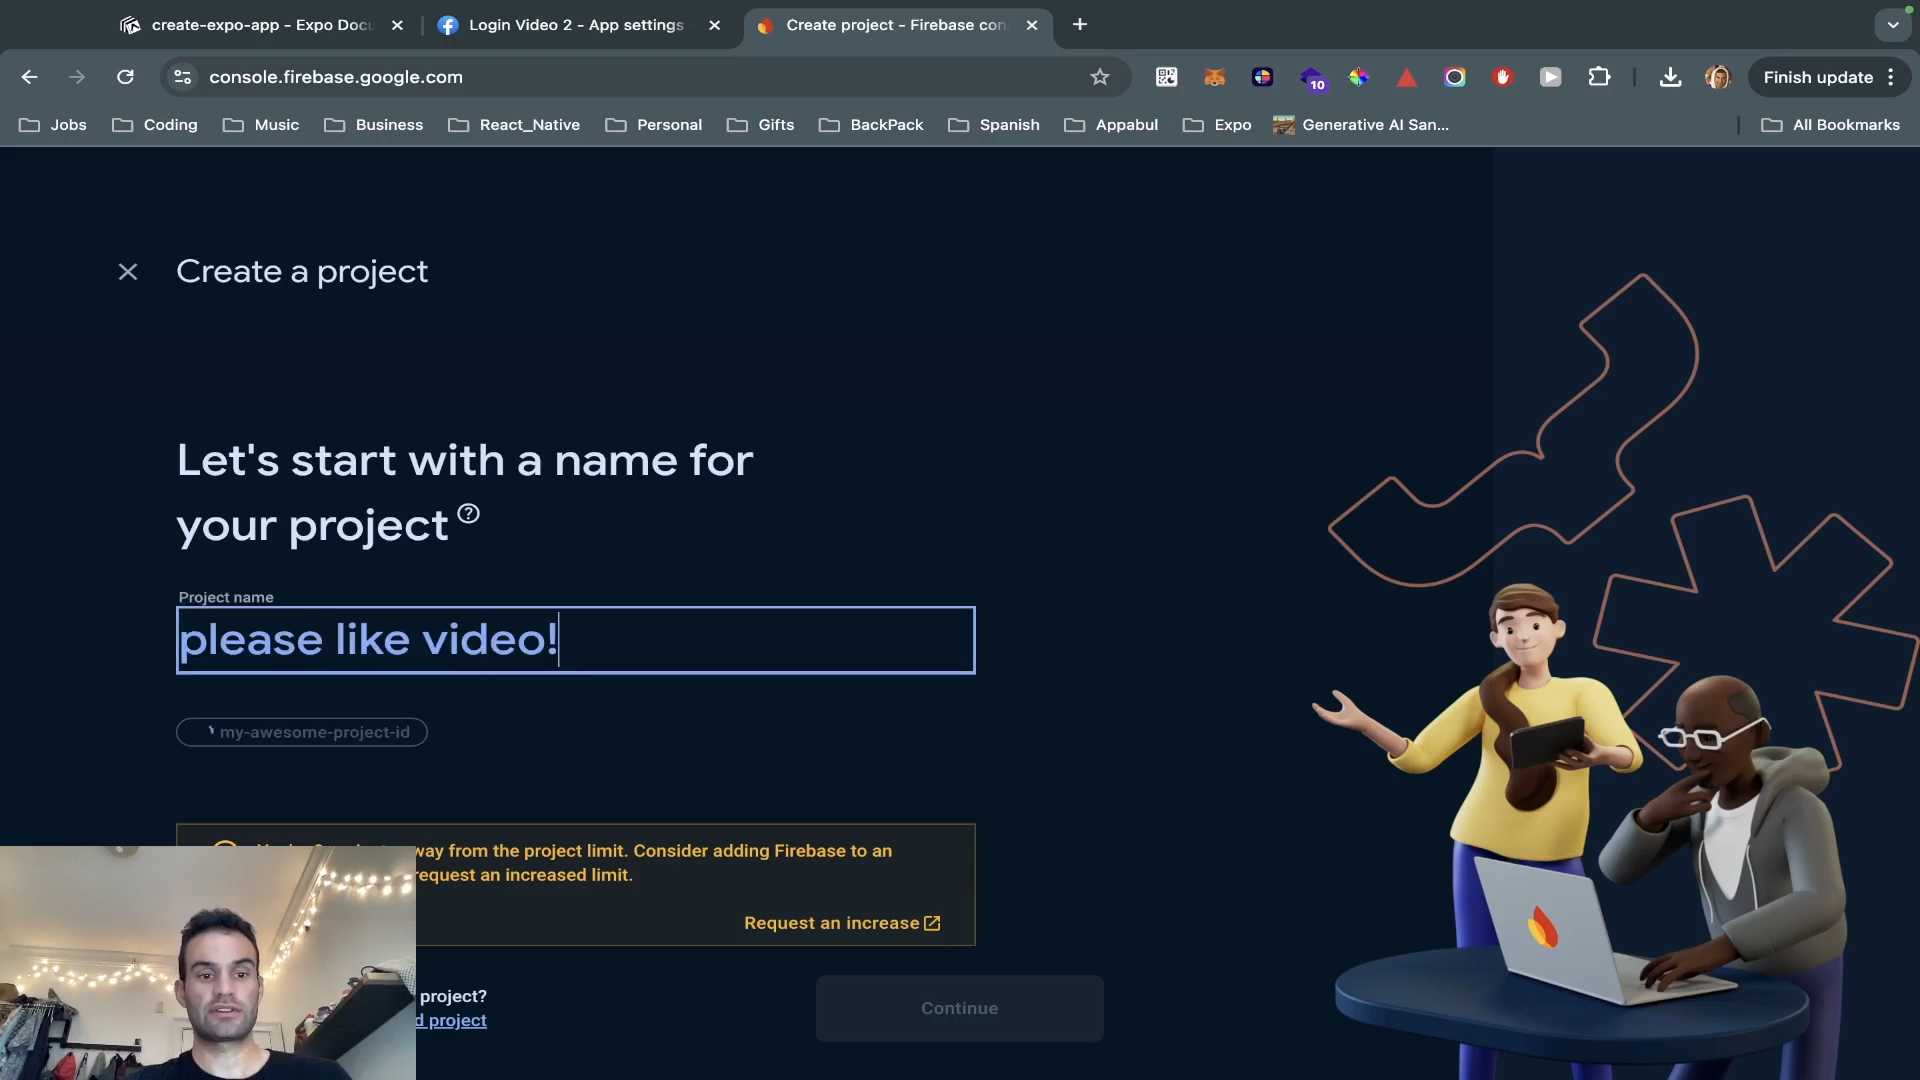 create-expo-app - Expo Docu
Login Video 2 - App settings
Create project - Firebase con
console.firebase.google.com
10
Finish update
Jobs
Coding
Music
Business
React_Native
Personal
Gifts
BackPack
Spanish
Appabul
Expo
Generative AI San...
All Bookmarks
Create a project
Let's start with a name for
your project
Project name
please like video!
my-awesome-project-id
way from the project limit. Consider adding Firebase to an
request an increased limit.
Request an increase
project?
d project
Continue